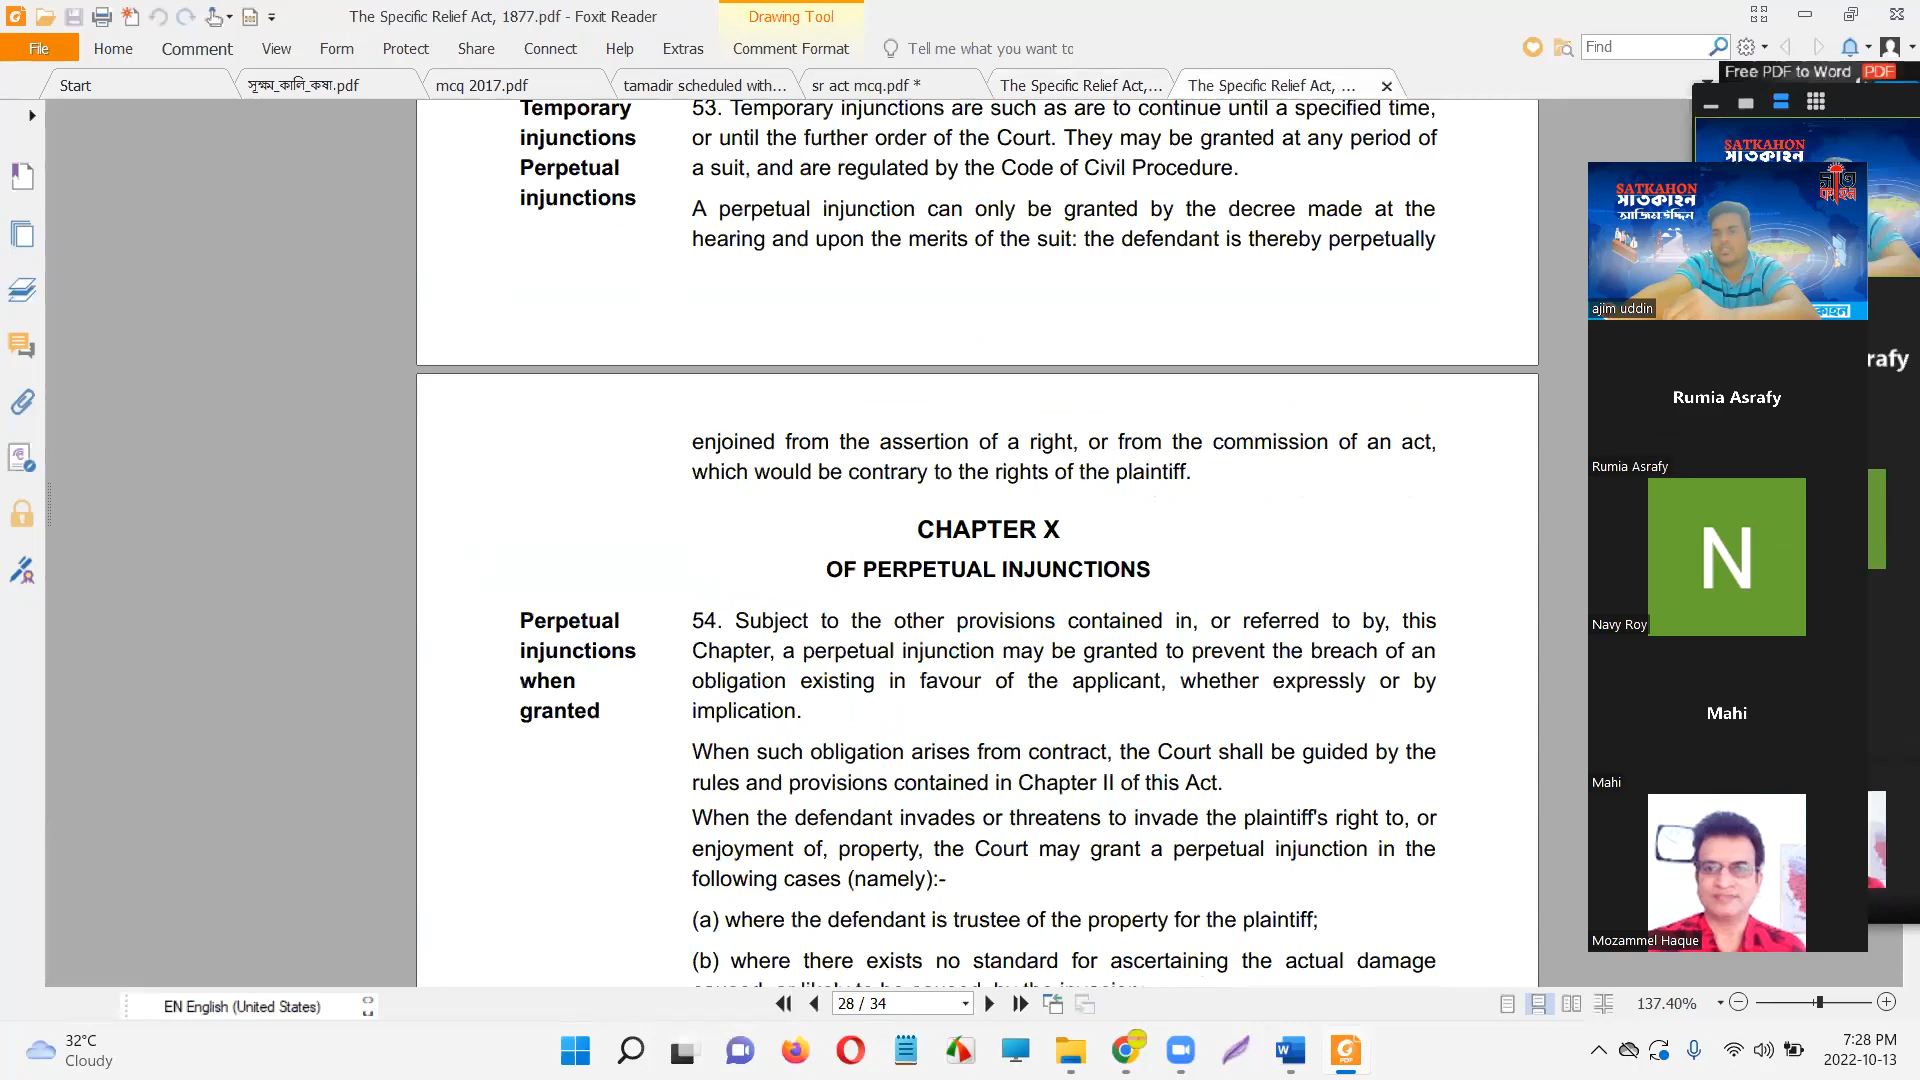 The Specific Relief Act, 1877.pdf - Foxit Reader
Drawing Tool
File
Home
Comment
View
Form
Protect
Share
Connect
Help
Extras
Comment Format
Tell me what you want to
Find
Start
সূক্ষ্ম_কালি_কষা.pdf
mcq 2017.pdf
tamadir scheduled with...
sr act mcq.pdf *
The Specific Relief Act,...
The Specific Relief Act, ...
Free PDF to Word
PDF
Temporary
injunctions
Perpetual
injunctions
53. Temporary injunctions are such as are to continue until a specified time,
or until the further order of the Court. They may be granted at any period of
a suit, and are regulated by the Code of Civil Procedure.
A perpetual injunction can only be granted by the decree made at the
hearing and upon the merits of the suit: the defendant is thereby perpetually
enjoined from the assertion of a right, or from the commission of an act,
which would be contrary to the rights of the plaintiff.
CHAPTER X
OF PERPETUAL INJUNCTIONS
Perpetual
injunctions
when
granted
54. Subject to the other provisions contained in, or referred to by, this
Chapter, a perpetual injunction may be granted to prevent the breach of an
obligation existing in favour of the applicant, whether expressly or by
implication.
When such obligation arises from contract, the Court shall be guided by the
rules and provisions contained in Chapter II of this Act.
When the defendant invades or threatens to invade the plaintiff's right to, or
enjoyment of, property, the Court may grant a perpetual injunction in the
following cases (namely):-
(a) where the defendant is trustee of the property for the plaintiff;
(b) where there exists no standard for ascertaining the actual damage
SATKAHON
সাতকাহন
SATKAHON
সাতকাহন
আজিম উদ্দিন
ajim uddin
rafy
Rumia Asrafy
Rumia Asrafy
N
Navy Roy
Mahi
Mahi
Mozammel Haque
EN English (United States)
28 / 34
137.40%
32°C
Cloudy
7:28 PM
2022-10-13